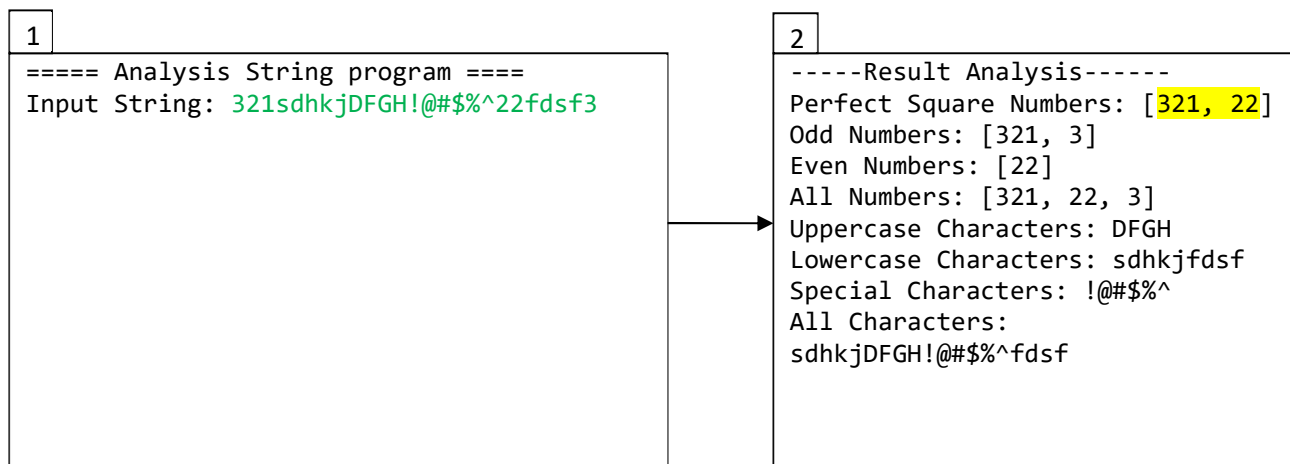 1
===== Analysis String program ====
Input String: 321sdhkjDFGH!@#$%^22fdsf3
2
-----Result Analysis------
Perfect Square Numbers: [321, 22]
Odd Numbers: [321, 3]
Even Numbers: [22]
All Numbers: [321, 22, 3]
Uppercase Characters: DFGH
Lowercase Characters: sdhkjfdsf
Special Characters: !@#$%^
All Characters:
sdhkjDFGH!@#$%^fdsf